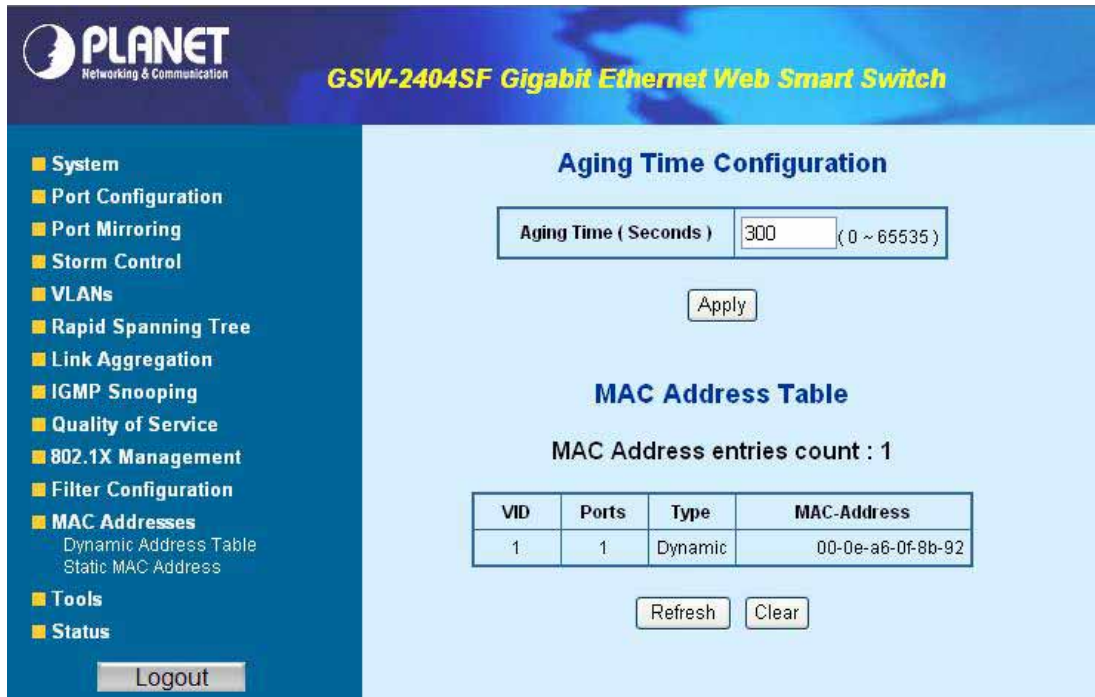 PLANET
Networking & Communication
GSW-2404SF Gigabit Ethernet Web Smart Switch
System
Port Configuration
Port Mirroring
Storm Control
VLANs
Rapid Spanning Tree
Link Aggregation
IGMP Snooping
Quality of Service
802.1X Management
Filter Configuration
MAC Addresses
Dynamic Address Table
Static MAC Address
Tools
Status
Logout
Aging Time Configuration
Aging Time ( Seconds ) 300 ( 0 ~ 65535 )
Apply
MAC Address Table
MAC Address entries count : 1
VID Ports Type MAC-Address
1 1 Dynamic 00-0e-a6-0f-8b-92
Refresh Clear